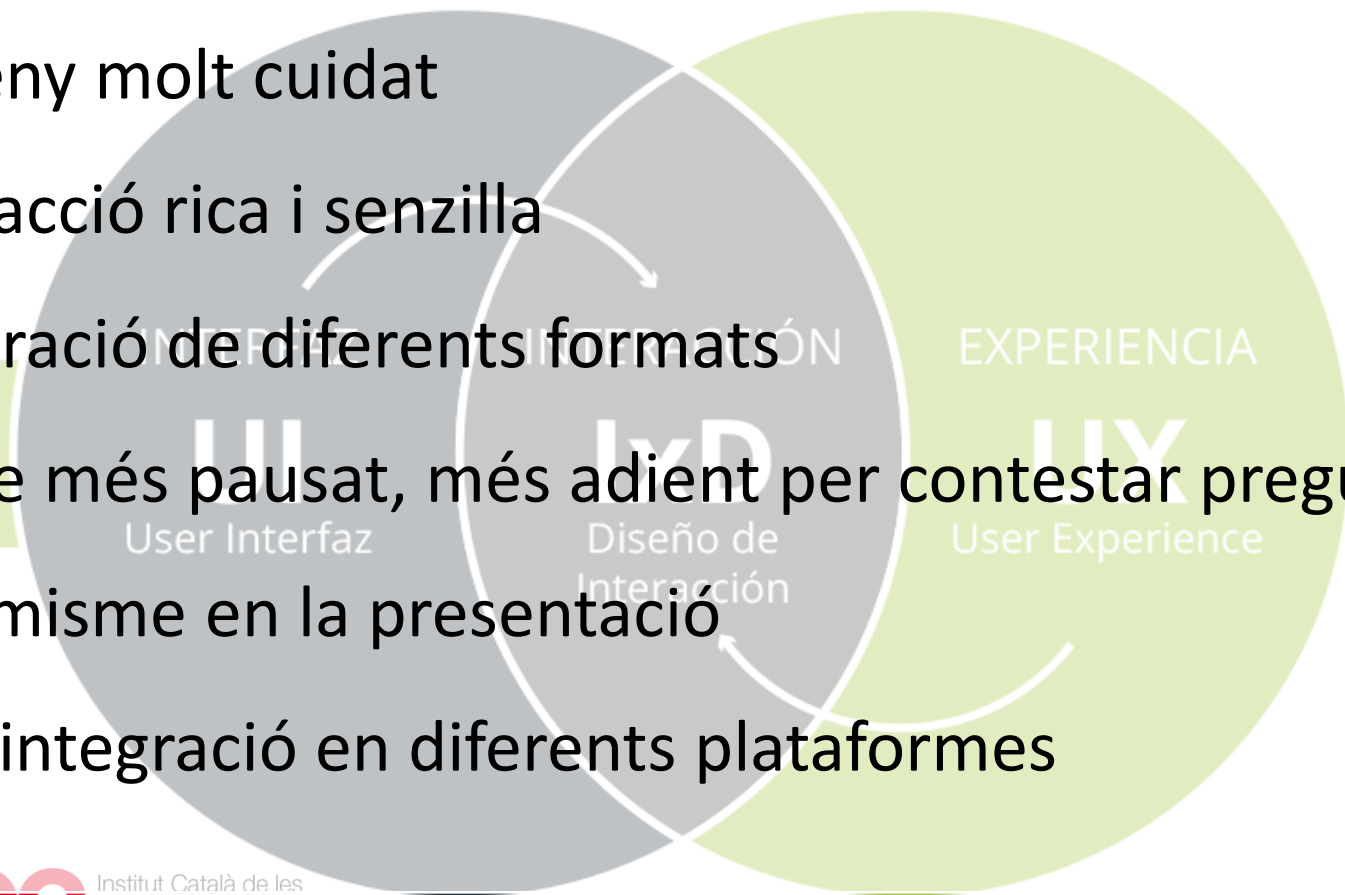 eny molt cuidat
acció rica i senzilla
ració de diferents formats
INTERFAZ INTERACCIÓN EXPERIENCIA
UI IxD UX
e més pausat, més adient per contestar pregu
User Interfaz Diseño de User Experience
Interacción
misme en la presentació
integració en diferents plataformes
Institut Català de les